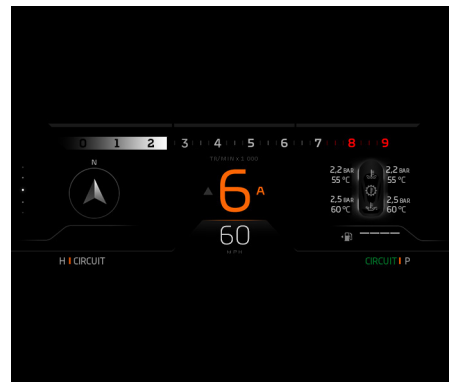 0 1 2 3 4 5 6 7 8 9
TR/MIN x 1 000
N
6 A
60
MPH
2,2 BAR
55 °C
2,2 BAR
55 °C
2,5 BAR
60 °C
2,5 BAR
60 °C
H I CIRCUIT
CIRCUIT I P